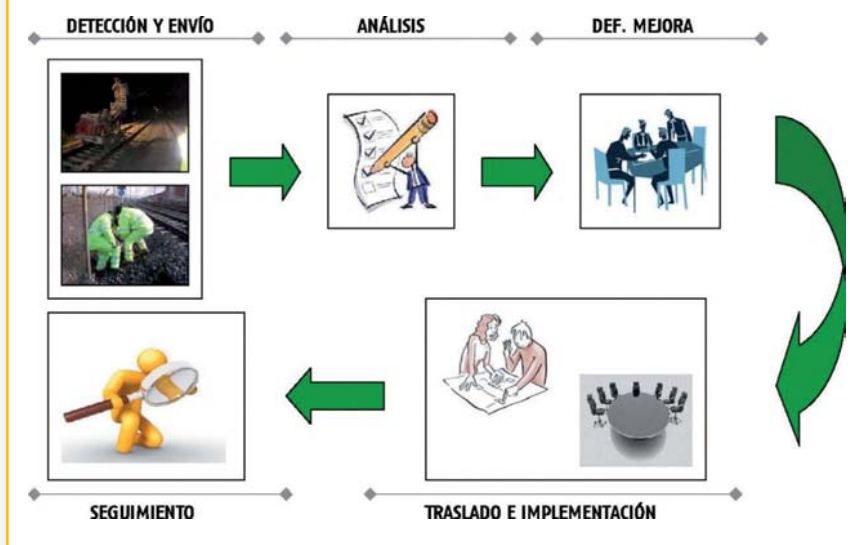 DETECCIÓN Y ENVÍO
ANÁLISIS
DEF. MEJORA
SEGUIMIENTO
TRASLADO E IMPLEMENTACIÓN